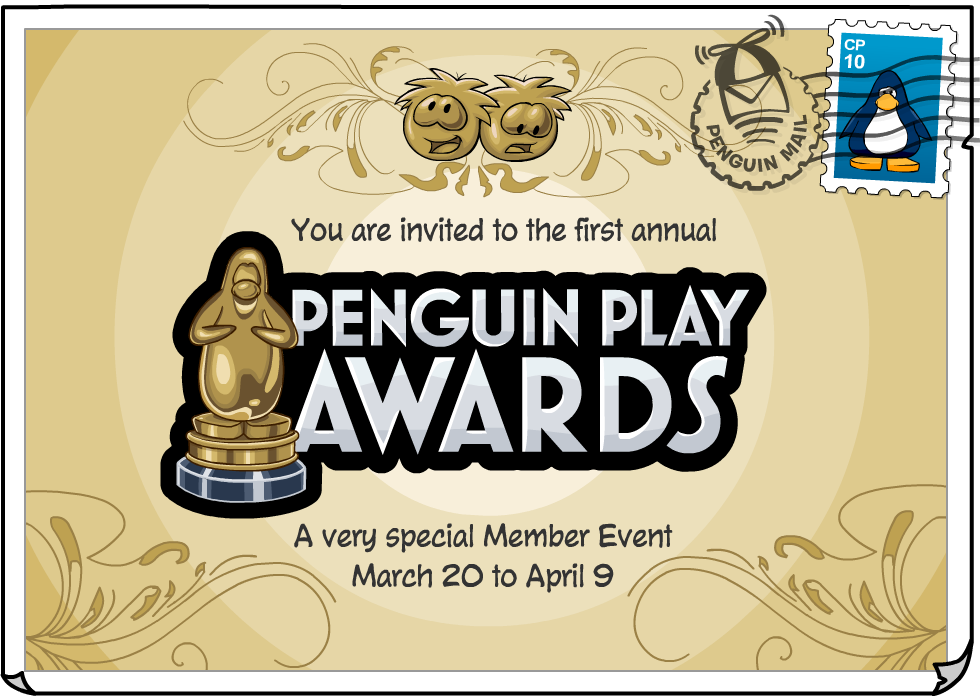 CP
10
PENGUIN MAIL
You are invited to the first annual
PENGUIN PLAY
AWARDS
A very special Member Event
March 20 to April 9